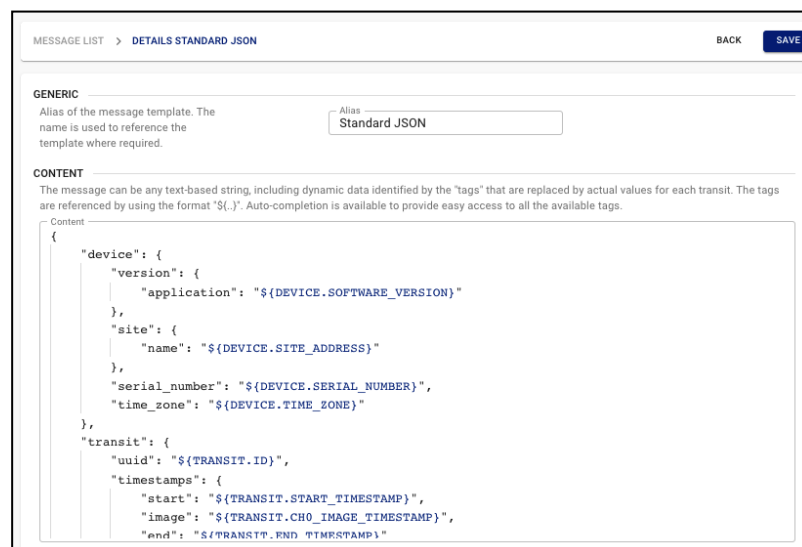 MESSAGE LIST > DETAILS STANDARD JSON
BACK
SAVE
GENERIC
Alias of the message template. The
name is used to reference the
template where required.
Alias
Standard JSON
CONTENT
The message can be any text-based string, including dynamic data identified by the "tags" that are replaced by actual values for each transit. The tags
are referenced by using the format "${..}". Auto-completion is available to provide easy access to all the available tags.
Content
{
"device": {
"version": {
"application": "${DEVICE.SOFTWARE_VERSION}"
},
"site": {
"name": "${DEVICE.SITE_ADDRESS}"
},
"serial_number": "${DEVICE.SERIAL_NUMBER}",
"time_zone": "${DEVICE.TIME_ZONE}"
},
"transit": {
"uuid": "${TRANSIT.ID}",
"timestamps": {
"start": "${TRANSIT.START_TIMESTAMP}",
"image": "${TRANSIT.CH0_IMAGE_TIMESTAMP}",
"end": "${TRANSIT.END_TIMESTAMP}"